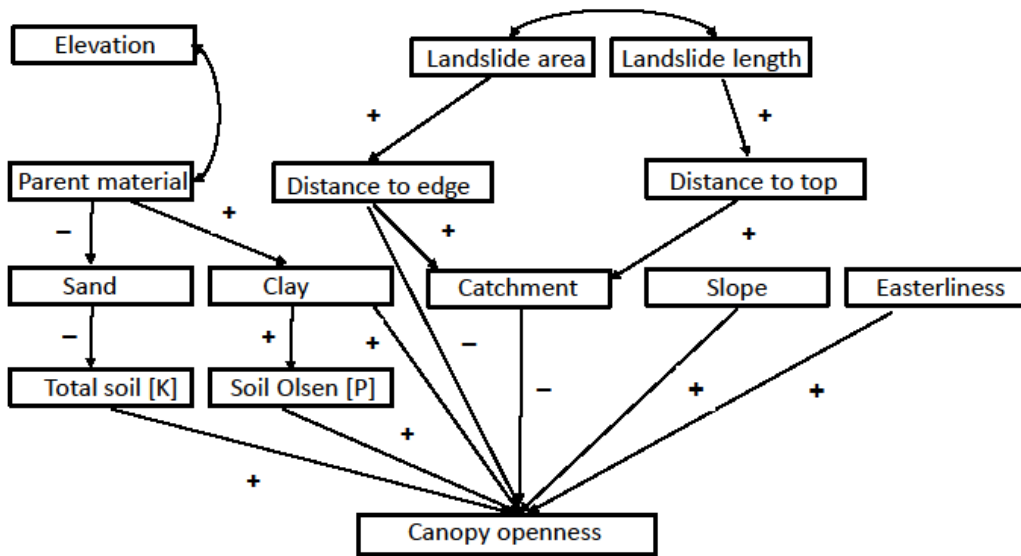 Elevation
Landslide area
Landslide length
+
+
Parent material
Distance to edge
Distance to top
–
+
+
+
Sand
Clay
Catchment
Slope
Easterliness
–
+
+
–
Total soil [K]
Soil Olsen [P]
–
+
+
+
+
Canopy openness